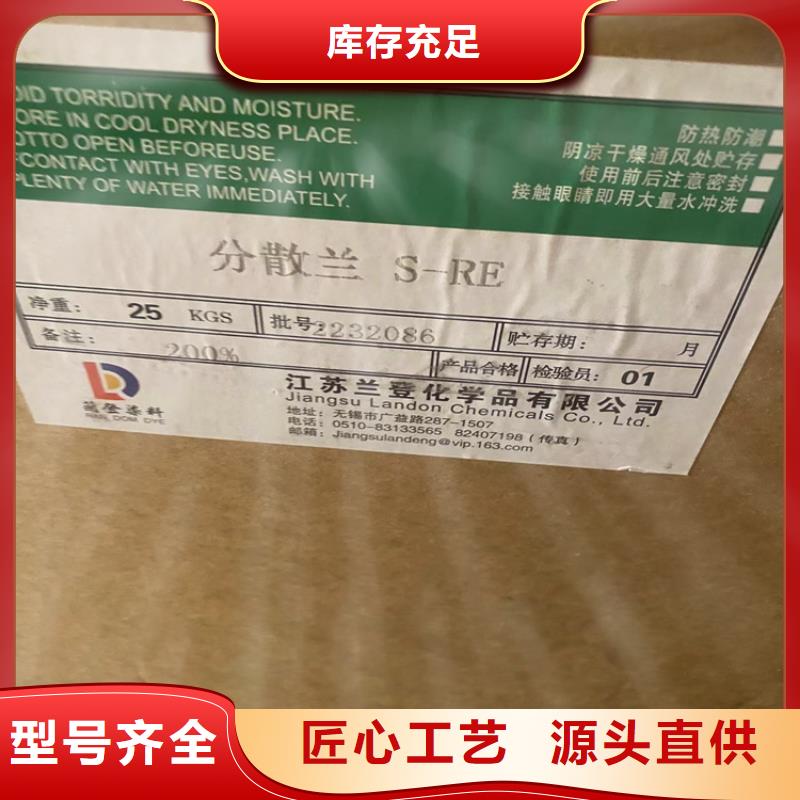 库存充足
OID TORRIDITY AND MOISTURE.
ORE IN COOL DRYNESS PLACE.
OTTO OPEN BEFOREUSE.
FCONTACT WITH EYES,WASH WITH
PLENTY OF WATER IMMEDIATELY.
防热防潮
阴凉干燥通风处贮存
使用前后注意密封
接触眼睛即用大量水冲洗
分散兰 S-RE
净重: 25 KGS 批号: 2232086 贮存期: 月
备注: 200% 产品合格 检验员: 01
兰登染料
RAN DOM DYE
江苏兰登化学品有限公司
Jiangsu Landon Chemicals Co., Ltd.
地址: 无锡市广益路287-1507
电话: 0510-83133565 82407198 (传真)
邮箱: Jiangsulandeng@vip.163.com
型号齐全
匠心工艺 源头直供